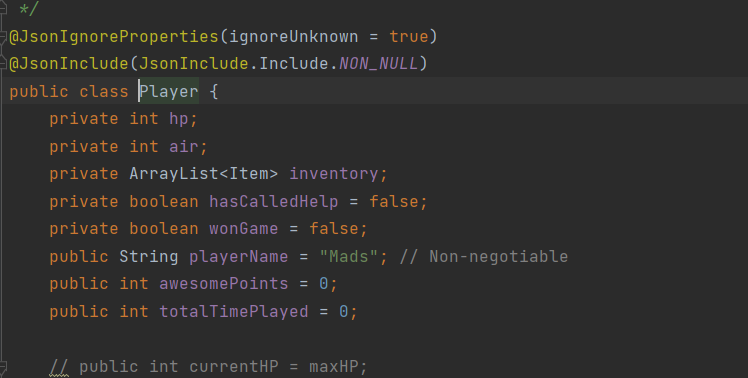 */
@JsonIgnoreProperties(ignoreUnknown = true)
@JsonInclude(JsonInclude.Include.NON_NULL)
public class Player {
private int hp;
private int air;
private ArrayList<Item> inventory;
private boolean hasCalledHelp = false;
private boolean wonGame = false;
public String playerName = "Mads"; // Non-negotiable
public int awesomePoints = 0;
public int totalTimePlayed = 0;
// public int currentHP = maxHP;